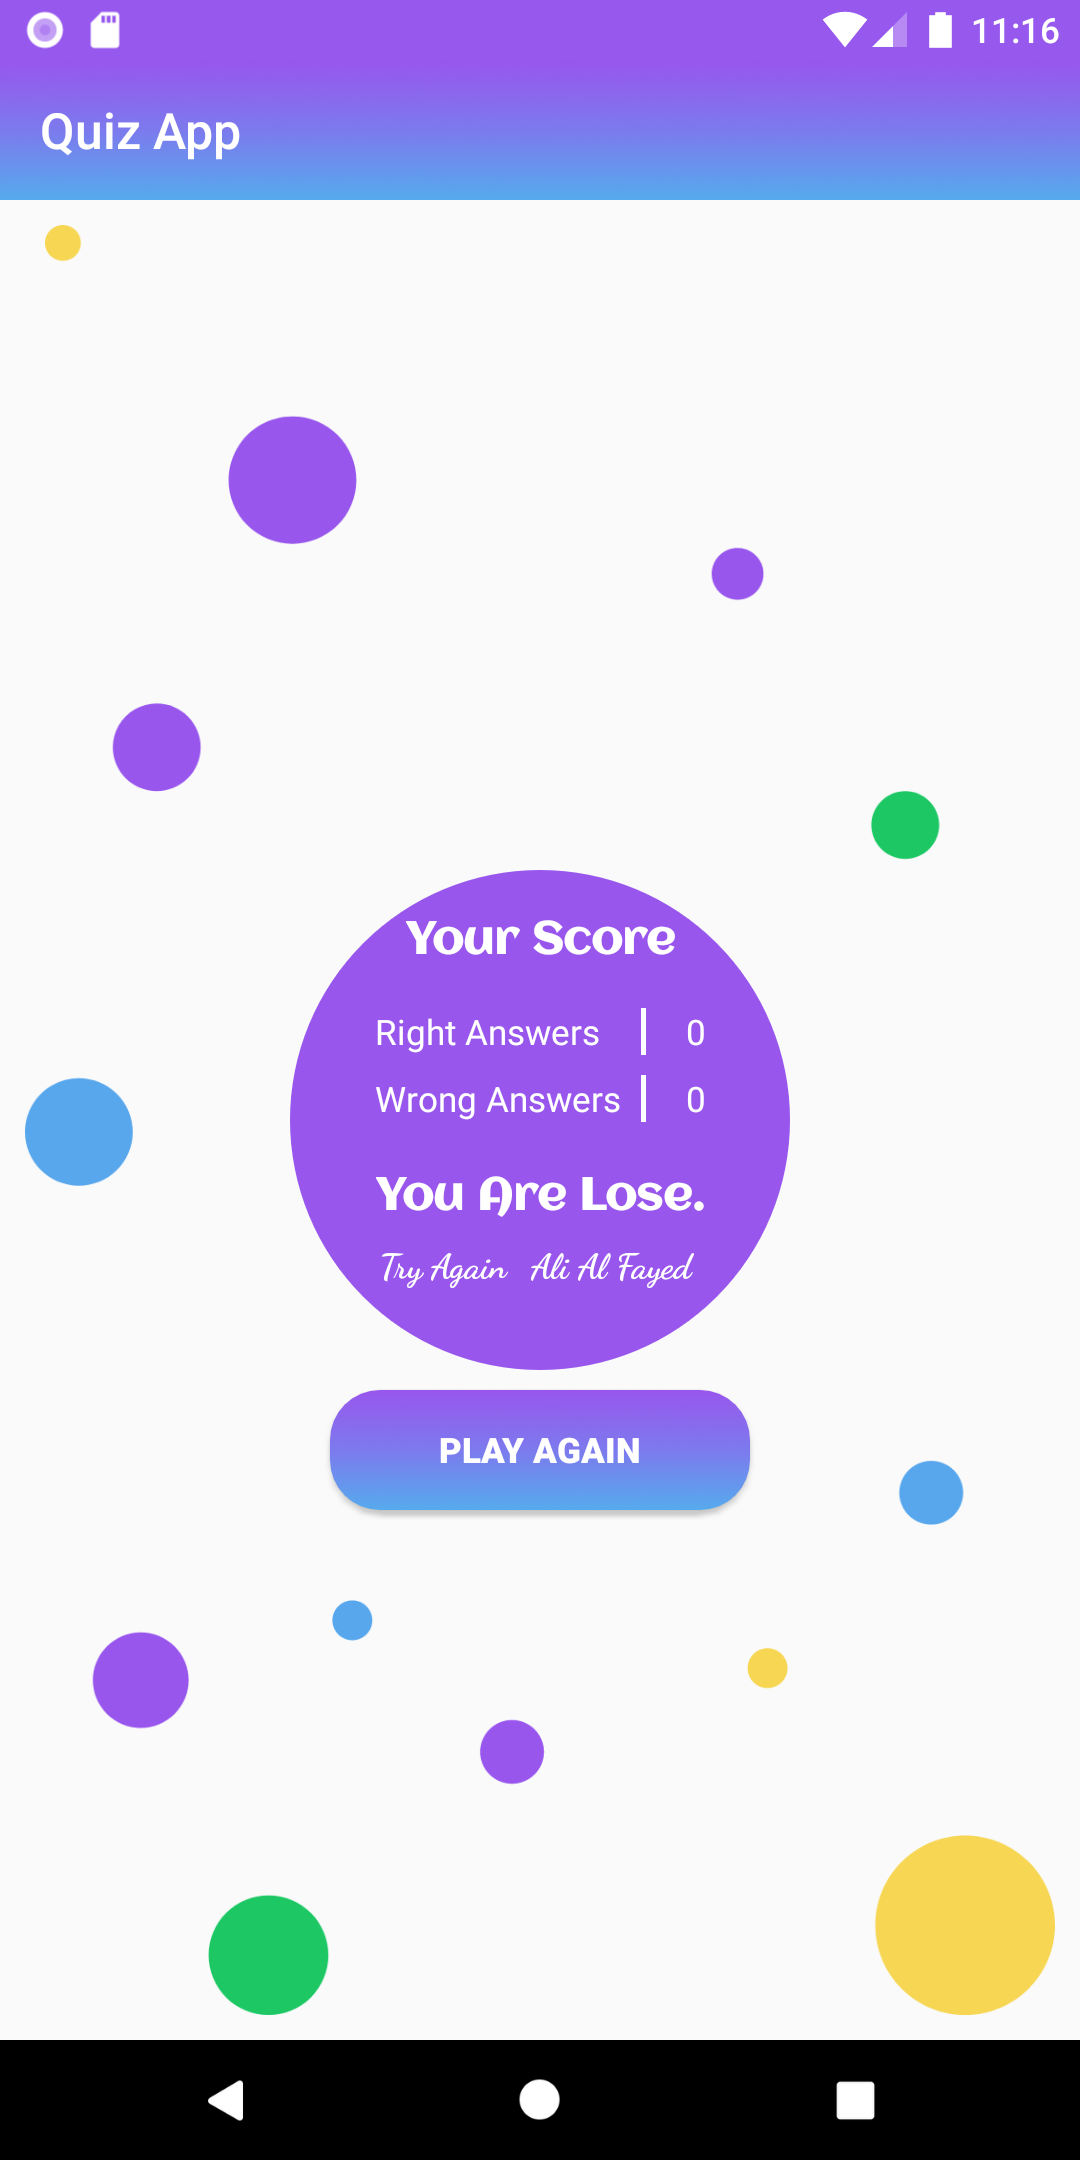 11:16
Quiz App
Your Score
Right Answers 0
Wrong Answers 0
You Are Lose.
Try Again Ali Al Fayed
PLAY AGAIN